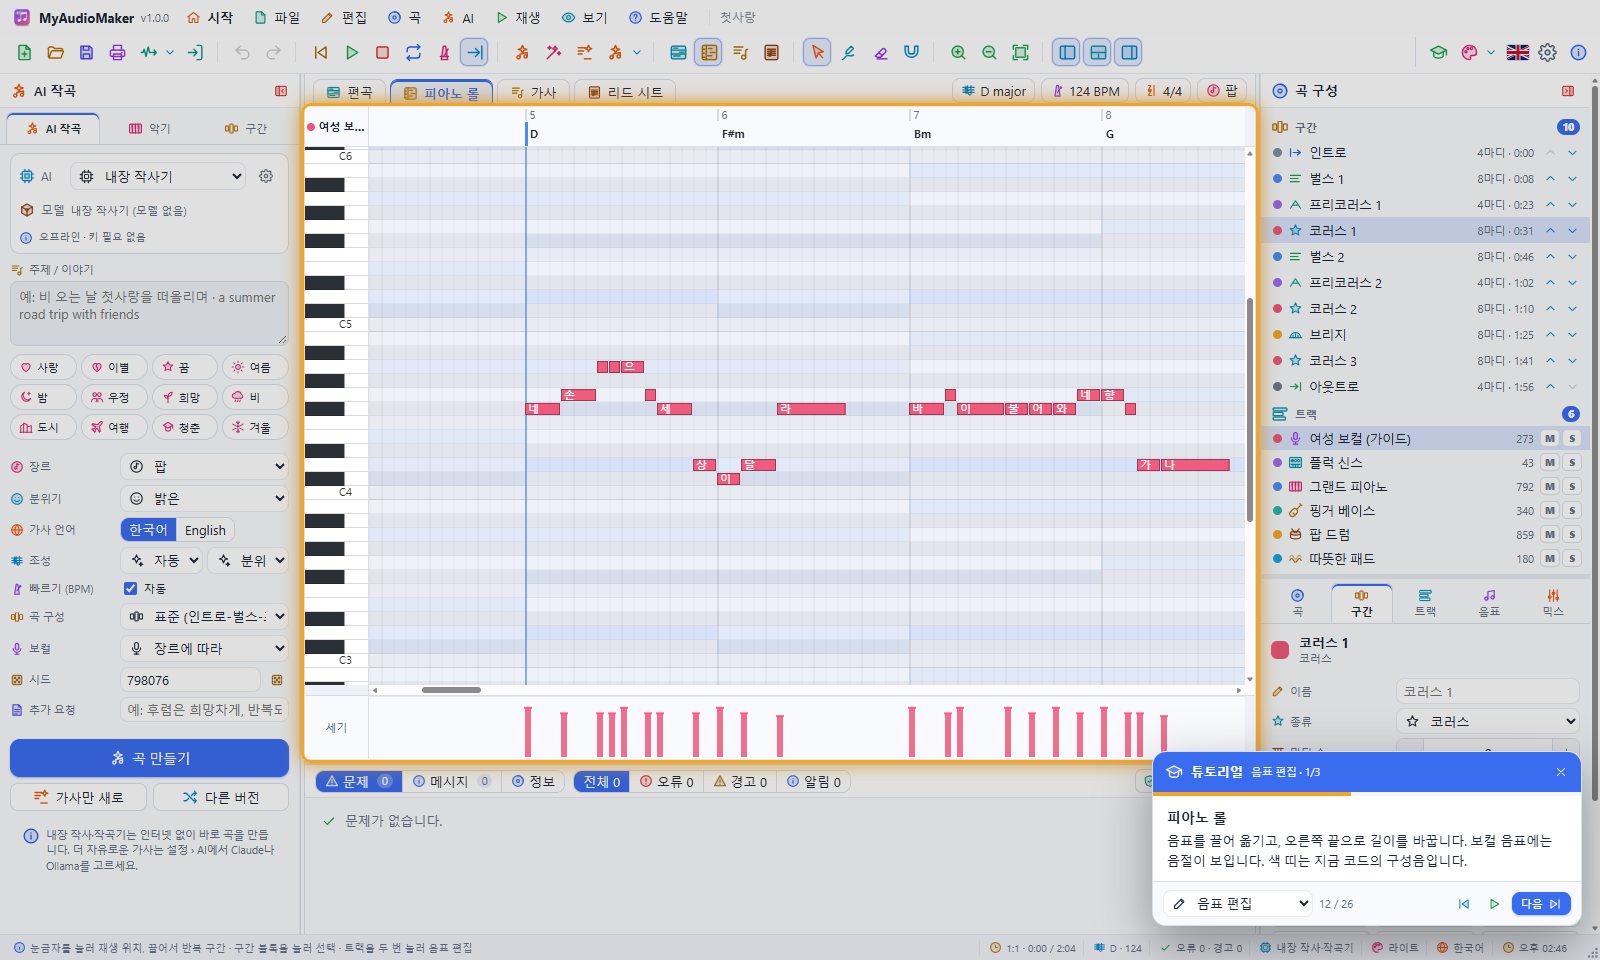 MyAudioMaker v1.0.0 시작 파일 편집 곡 AI 재생 보기 도움말 첫사랑
AI 작곡
AI 작곡 악기 구간
AI 내장 작사기
모델 내장 작사기 (모델 없음)
오프라인 · 키 필요 없음
주제 / 이야기
예: 비 오는 날 첫사랑을 떠올리며 · a summer
road trip with friends
사랑 이별 꿈 여름
밤 우정 희망 비
도시 여행 청춘 겨울
장르 팝
분위기 밝은
가사 언어 한국어 English
조성 자동 분위
빠르기 (BPM) 자동
곡 구성 표준 (인트로-벌스-
보컬 장르에 따라
시드 798076
추가 요청 예: 후렴은 희망차게, 반복도
곡 만들기
가사만 새로 다른 버전
내장 작사·작곡기는 인터넷 없이 바로 곡을 만듭
니다. 더 자유로운 가사는 설정 › AI에서 Claude나
Ollama를 고르세요.
편곡 피아노 롤 가사 리드 시트 D major 124 BPM 4/4 팝
여성 보... 5 6 7 8
D F#m Bm G
C6
C5
으
손 네 향
네 세 라 바 이 불 어 와
상 들 가 나
이
C4
C3
세기
문제 0 메시지 0 정보 전체 0 오류 0 경고 0 알림 0
문제가 없습니다.
곡 구성
구간 10
인트로 4마디 · 0:00
벌스 1 8마디 · 0:08
프리코러스 1 4마디 · 0:23
코러스 1 8마디 · 0:31
벌스 2 8마디 · 0:46
프리코러스 2 4마디 · 1:02
코러스 2 8마디 · 1:10
브리지 8마디 · 1:25
코러스 3 8마디 · 1:41
아웃트로 4마디 · 1:56
트랙 6
여성 보컬 (가이드) 273 M S
플럭 신스 43 M S
그랜드 피아노 792 M S
핑거 베이스 340 M S
팝 드럼 859 M S
따뜻한 패드 180 M S
곡 구간 트랙 음표 믹스
코러스 1
코러스
이름 코러스 1
종류 코러스
튜토리얼 음표 편집 · 1/3
피아노 롤
음표를 끌어 옮기고, 오른쪽 끝으로 길이를 바꿉니다. 보컬 음표에는
음절이 보입니다. 색 띠는 지금 코드의 구성음입니다.
음표 편집 12 / 26 다음
눈금자를 눌러 재생 위치, 끌어서 반복 구간 · 구간 블록을 눌러 선택 · 트랙을 두 번 눌러 음표 편집 1:1 · 0:00 / 2:04 D · 124 오류 0 · 경고 0 내장 작사·작곡기 라이트 한국어 오후 02:46